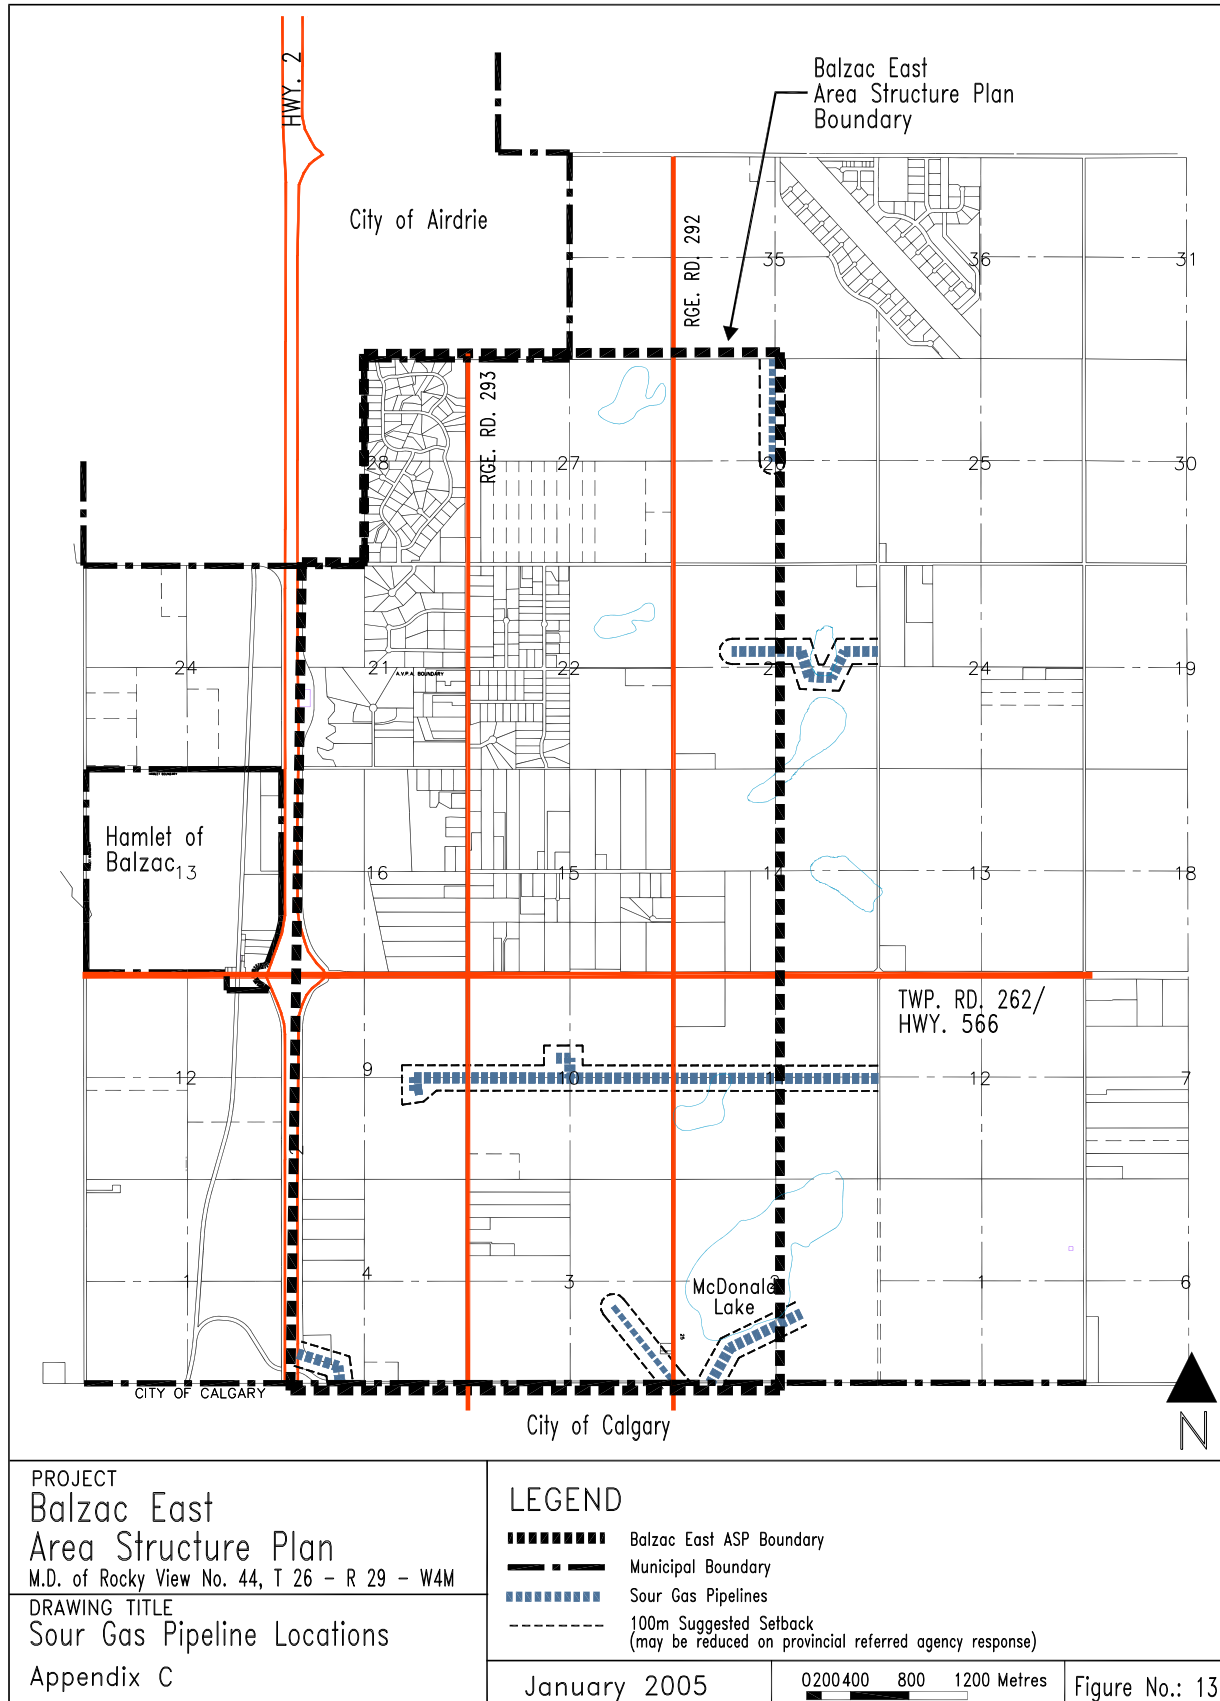 HWY. 2
Balzac East
Area Structure Plan
Boundary
City of Airdrie
RGE. RD. 292
35
36
31
RGE. RD. 293
28
27
26
25
30
24
21
22
23
24
19
A.V.P.A. BOUNDARY
HAMLET BOUNDARY
Hamlet of
Balzac
13
16
15
14
13
18
TWP. RD. 262/
HWY. 566
12
9
10
11
12
7
2
1
4
3
2
1
6
McDonald
Lake
CITY OF CALGARY
City of Calgary
N
PROJECT
Balzac East
Area Structure Plan
M.D. of Rocky View No. 44, T 26 - R 29 - W4M
DRAWING TITLE
Sour Gas Pipeline Locations
Appendix C
LEGEND
Balzac East ASP Boundary
Municipal Boundary
Sour Gas Pipelines
100m Suggested Setback
(may be reduced on provincial referred agency response)
January 2005
0 200 400 800 1200 Metres
Figure No.: 13